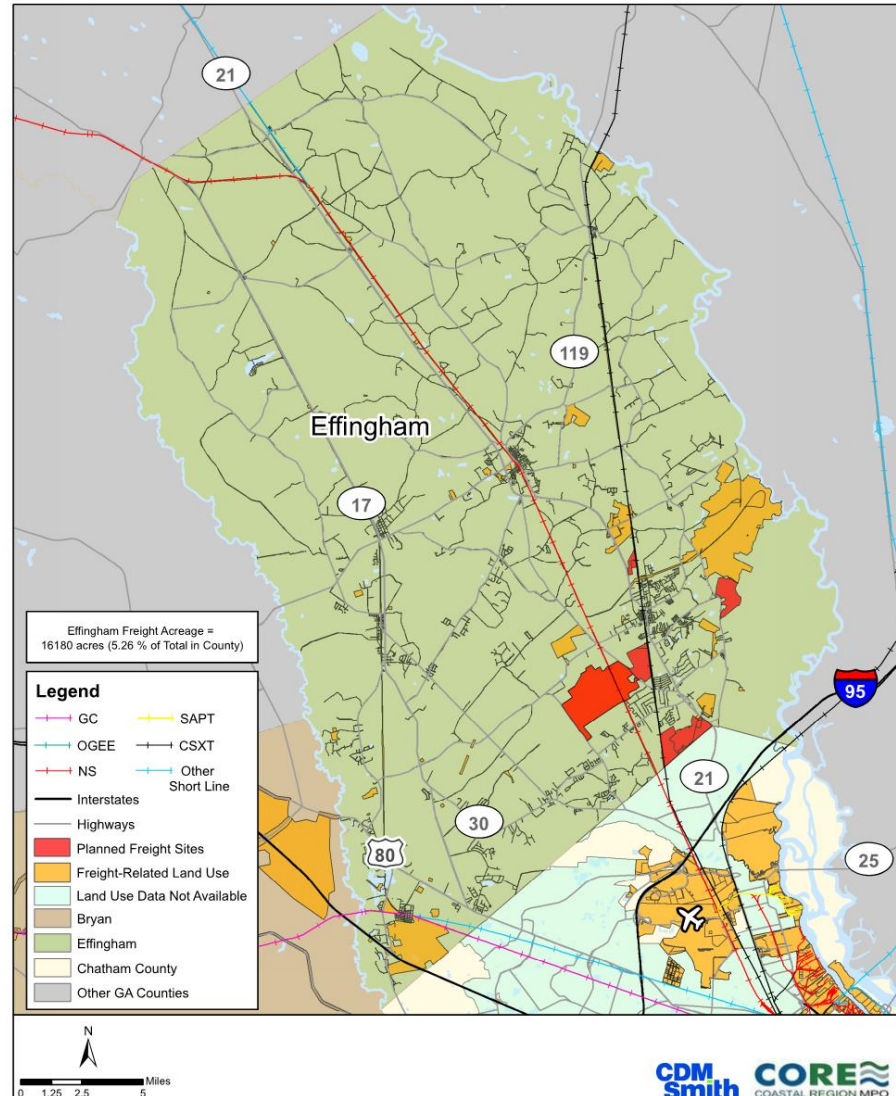 21
119
Effingham
17
Effingham Freight Acreage =
16180 acres (5.26 % of Total in County)
95
21
30
80
25
Legend
GC
SAPT
OGEE
CSXT
NS
Other
Short Line
Interstates
Highways
Planned Freight Sites
Freight-Related Land Use
Land Use Data Not Available
Bryan
Effingham
Chatham County
Other GA Counties
N
Miles
0 1.25 2.5 5
CDM
Smith
CORE
COASTAL REGION MPO